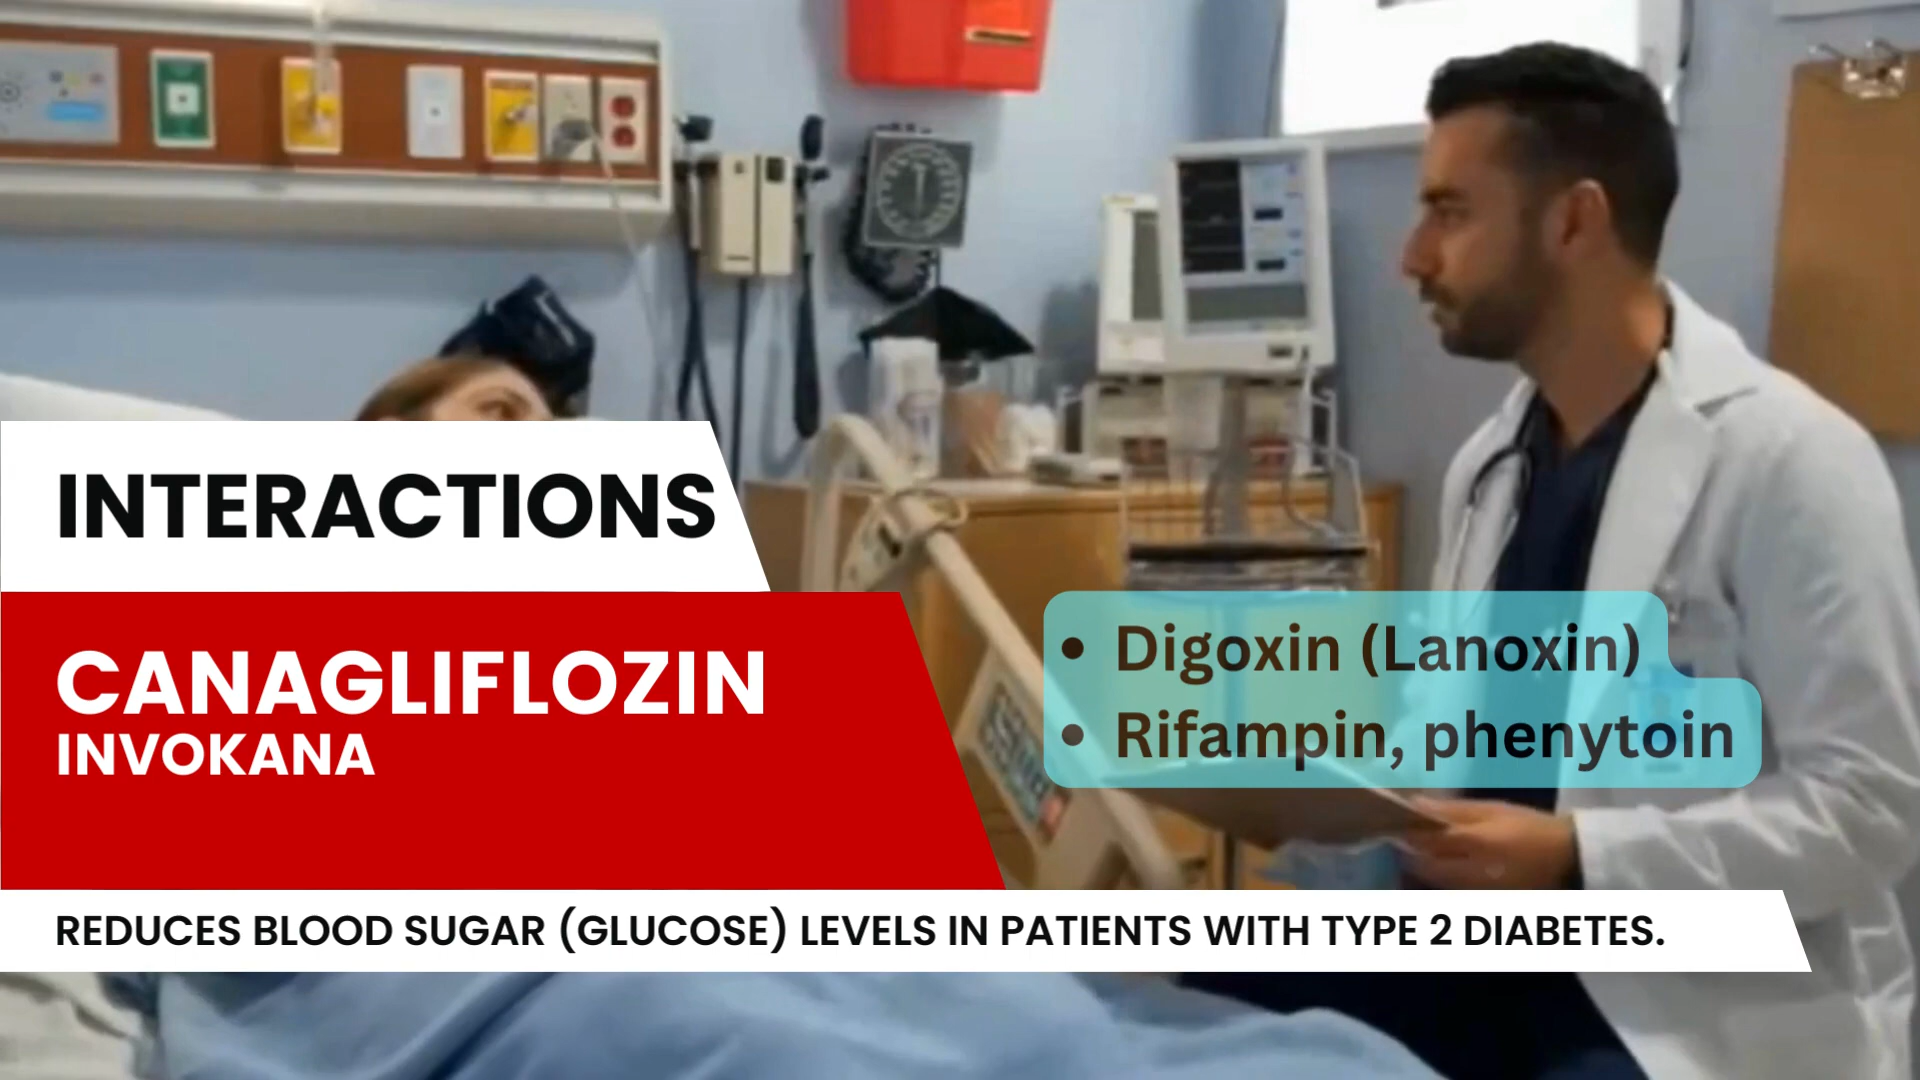 INTERACTIONS
CANAGLIFLOZIN
INVOKANA
• Digoxin (Lanoxin)
• Rifampin, phenytoin
REDUCES BLOOD SUGAR (GLUCOSE) LEVELS IN PATIENTS WITH TYPE 2 DIABETES.